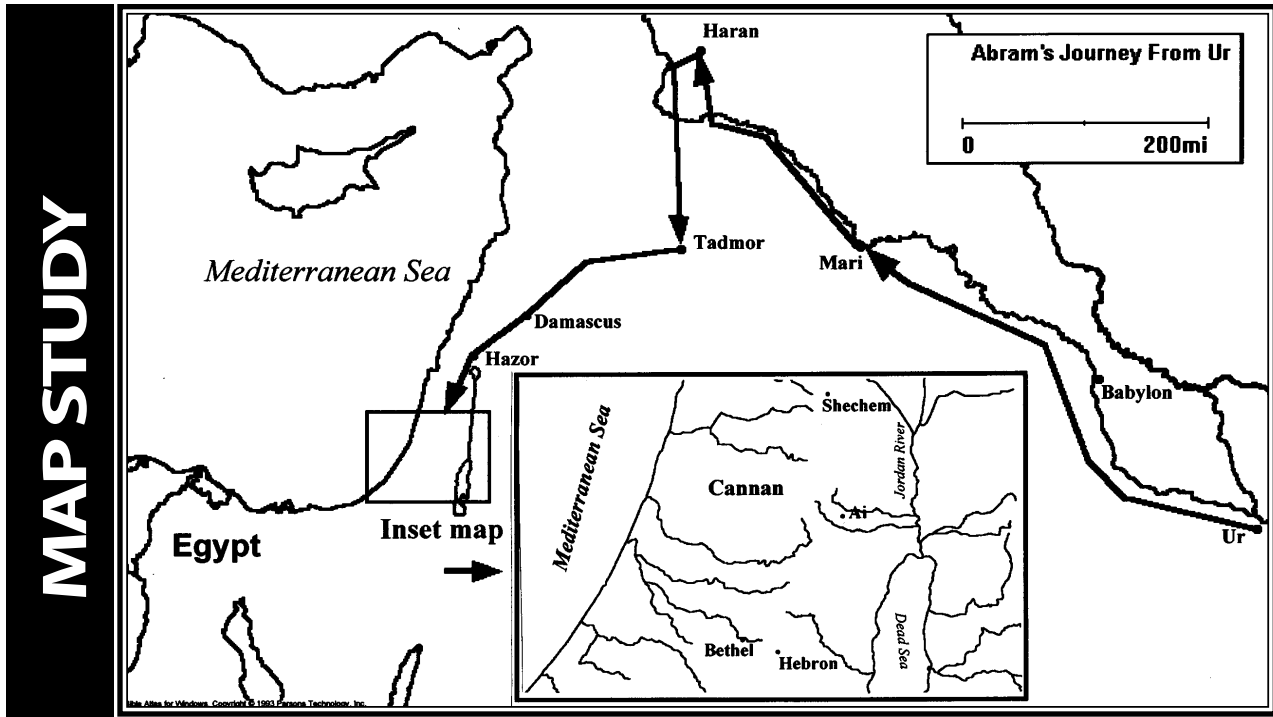 MAP STUDY
Abram's Journey From Ur
0 200mi
Haran
Tadmor
Mari
Mediterranean Sea
Damascus
Hazor
Babylon
Ur
Inset map
Egypt
Shechem
Mediterranean Sea
Jordan River
Cannan
Ai
Dead Sea
Bethel
Hebron
ible Atlas for Windows, Copyright © 1993 Parsons Technology, Inc.